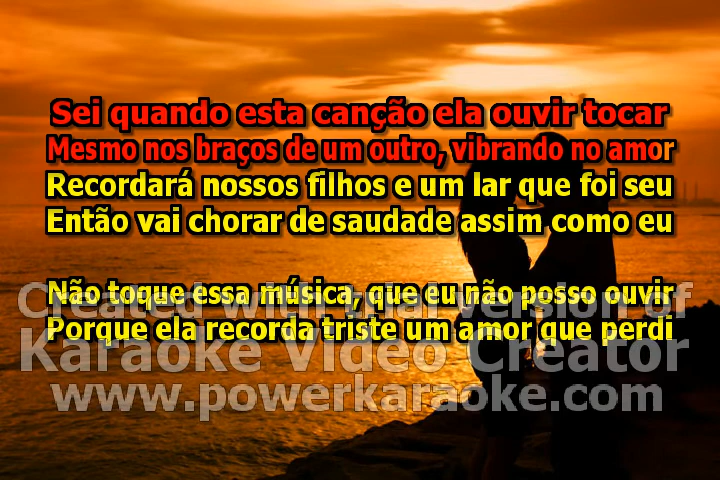 Sei quando esta canção ela ouvir tocar
Mesmo nos braços de um outro, vibrando no amor
Recordará nossos filhos e um lar que foi seu
Então vai chorar de saudade assim como eu
Não toque essa música, que eu não posso ouvir
Created with trial version of
Porque ela recorda triste um amor que perdi
Karaoke Video Creator
www.powerkaraoke.com